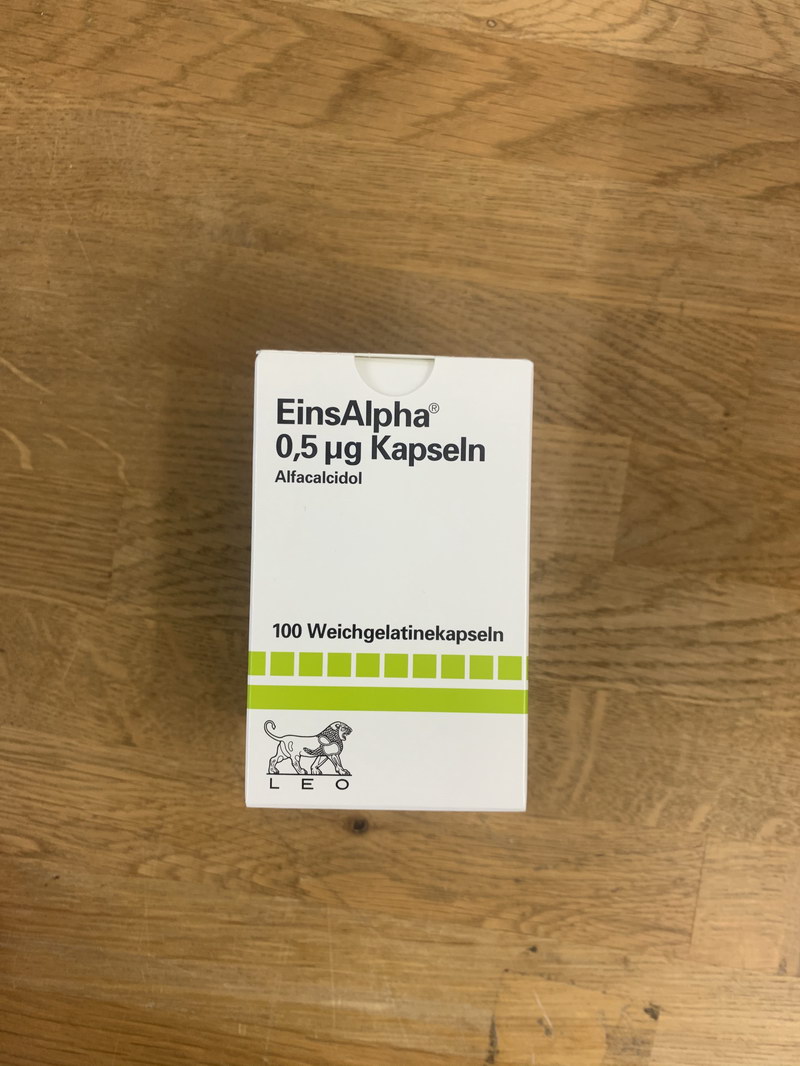 EinsAlpha®
0,5 µg Kapseln
Alfacalcidol
100 Weichgelatinekapseln
LEO